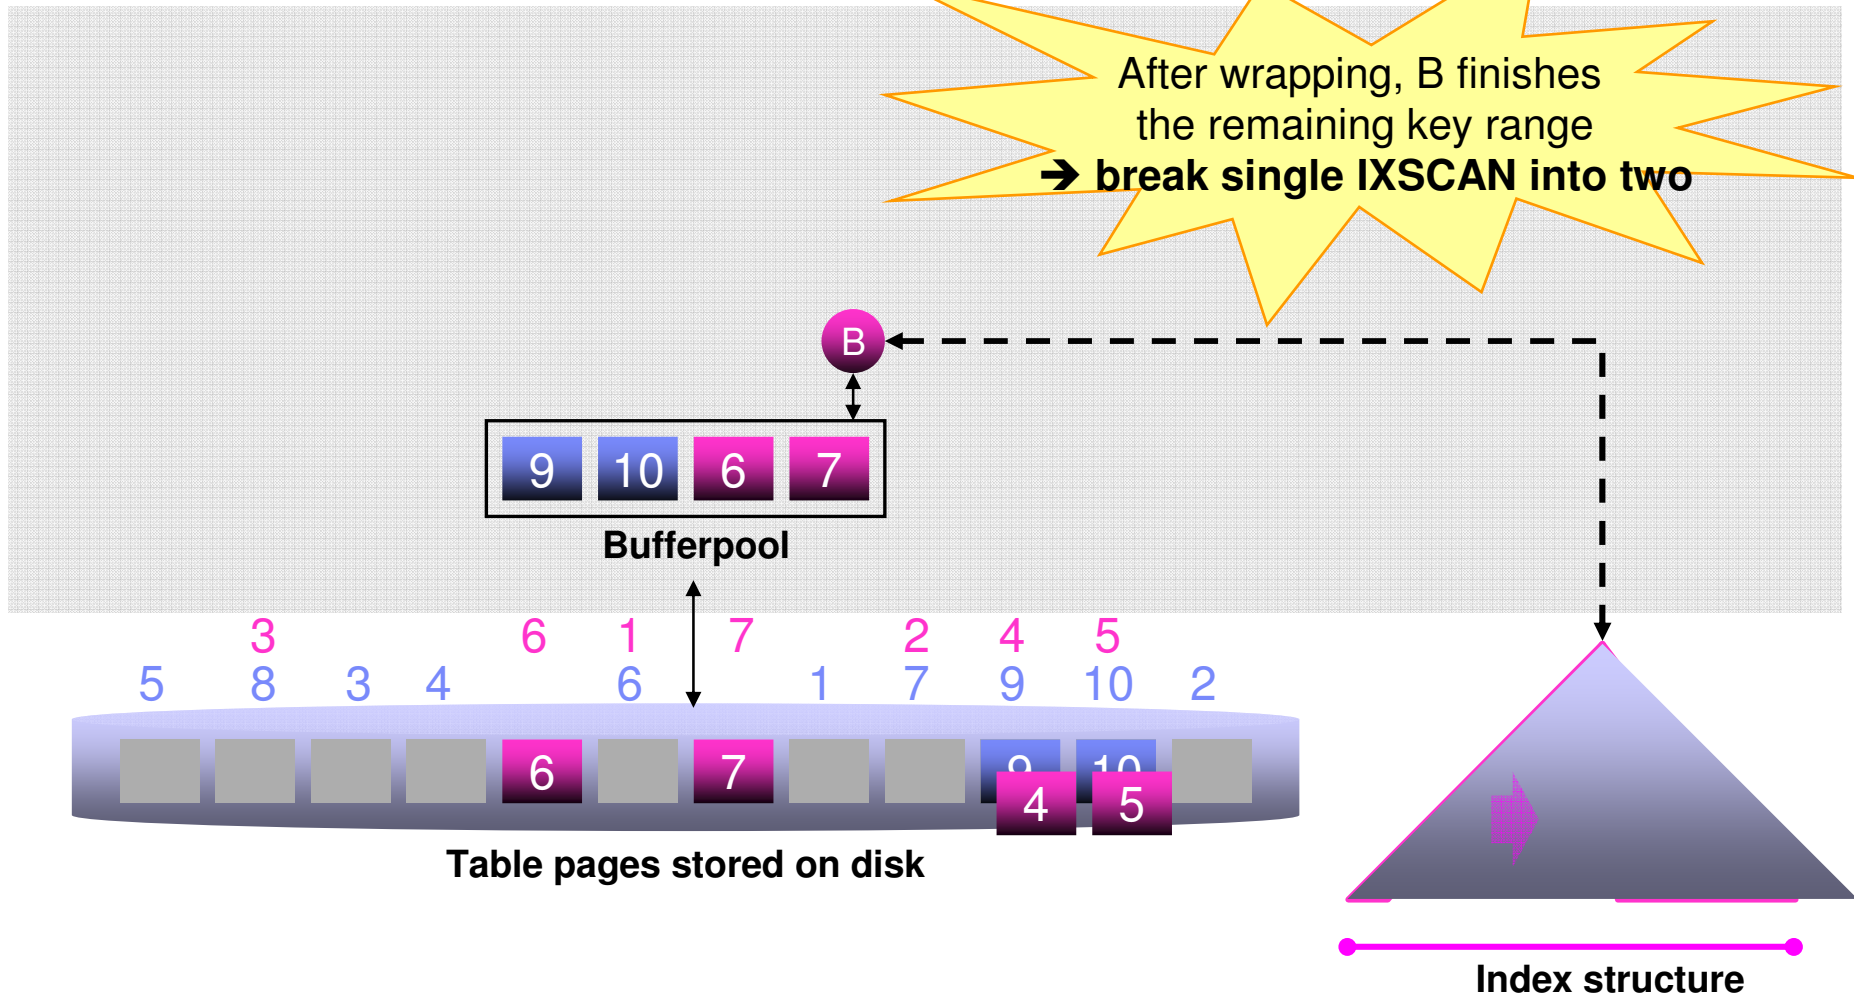 After wrapping, B finishes
the remaining key range
➔ break single IXSCAN into two
B
9 10 6 7
Bufferpool
3 6 1 7 2 4 5
5 8 3 4 6 1 7 9 10 2
6 7 9 10
4 5
Table pages stored on disk
Index structure